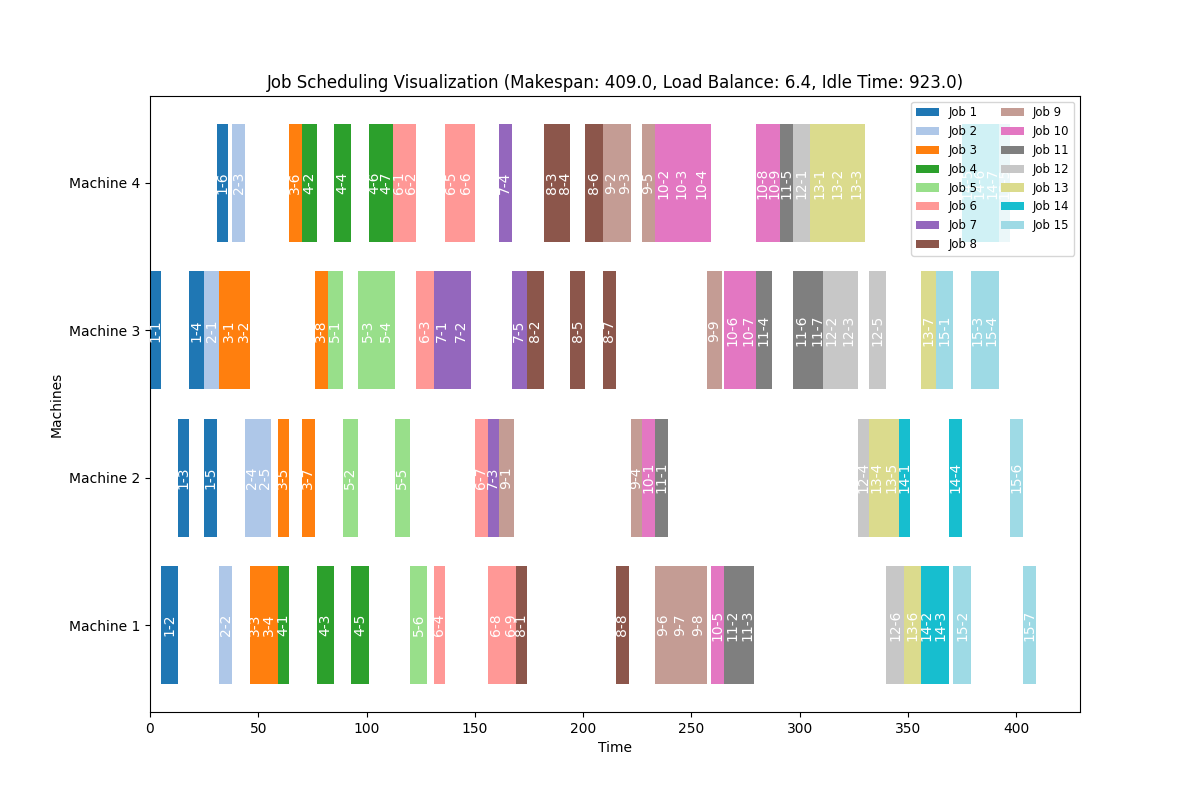 Job Scheduling Visualization (Makespan: 409.0, Load Balance: 6.4, Idle Time: 923.0)
Job 1 Job 9
Job 2 Job 10
Job 3 Job 11
Job 4 Job 12
Job 5 Job 13
Job 6 Job 14
Job 7 Job 15
Job 8
Machine 4
1-6 2-3 3-6 4-2 4-4 4-6 4-7 6-1 6-2 6-5 6-6 7-4 8-3 8-4 8-6 9-2 9-3 9-5 10-2 10-3 10-4 10-8 10-9 11-5 12-1 13-1 13-2 13-3
Machine 3
1-1 1-4 2-1 3-1 3-2 3-8 5-1 5-3 5-4 6-3 7-1 7-2 7-5 8-2 8-5 8-7 9-9 10-6 10-7 11-4 11-6 11-7 12-2 12-3 12-5 13-7 15-1 15-3 15-4
Machine 2
1-3 1-5 2-4 2-5 3-5 3-7 5-2 5-5 6-7 7-3 9-1 9-4 10-1 11-1 12-4 13-4 13-5 14-1 14-4 15-6
Machine 1
1-2 2-2 3-3 3-4 4-1 4-3 4-5 5-6 6-4 6-8 6-9 8-1 8-8 9-6 9-7 9-8 10-5 11-2 11-3 12-6 13-6 14-2 14-3 15-2 15-7
Machines
0 50 100 150 200 250 300 350 400
Time